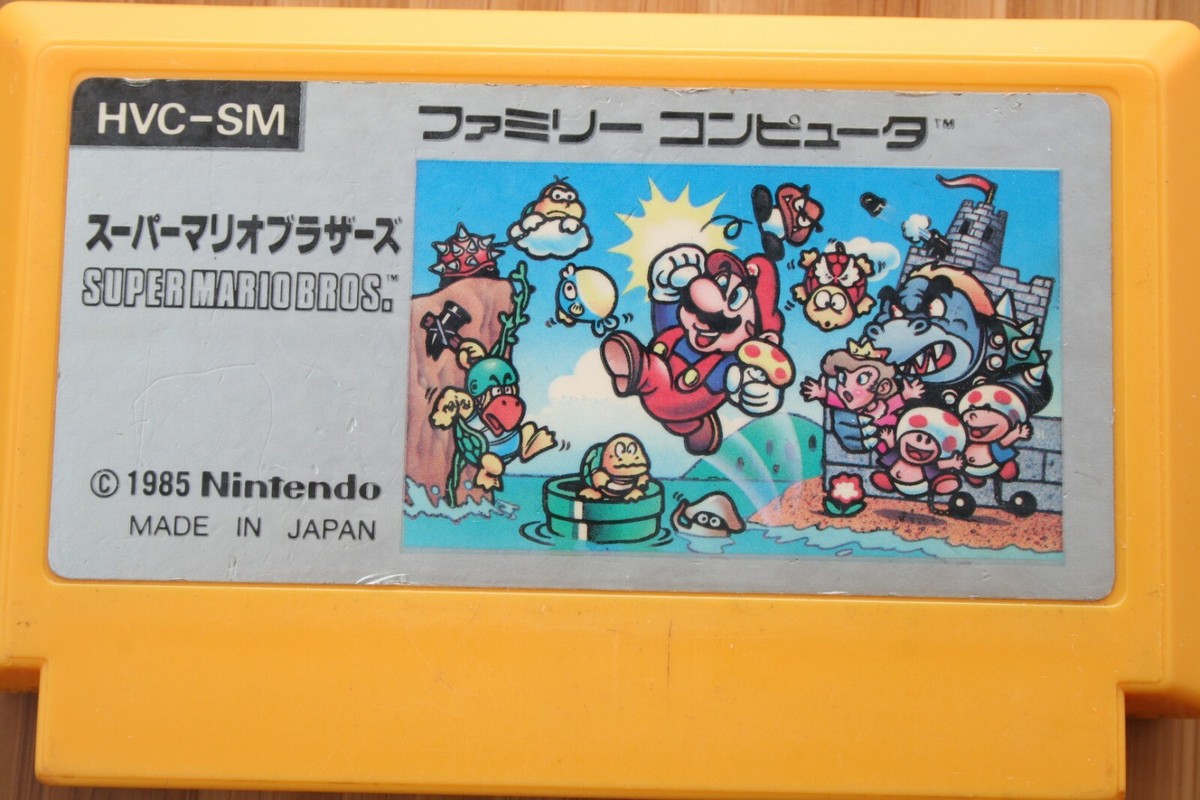 HVC-SM
ファミリー コンピュータ™
スーパーマリオブラザーズ
SUPER MARIO BROS.™
© 1985 Nintendo
MADE IN JAPAN